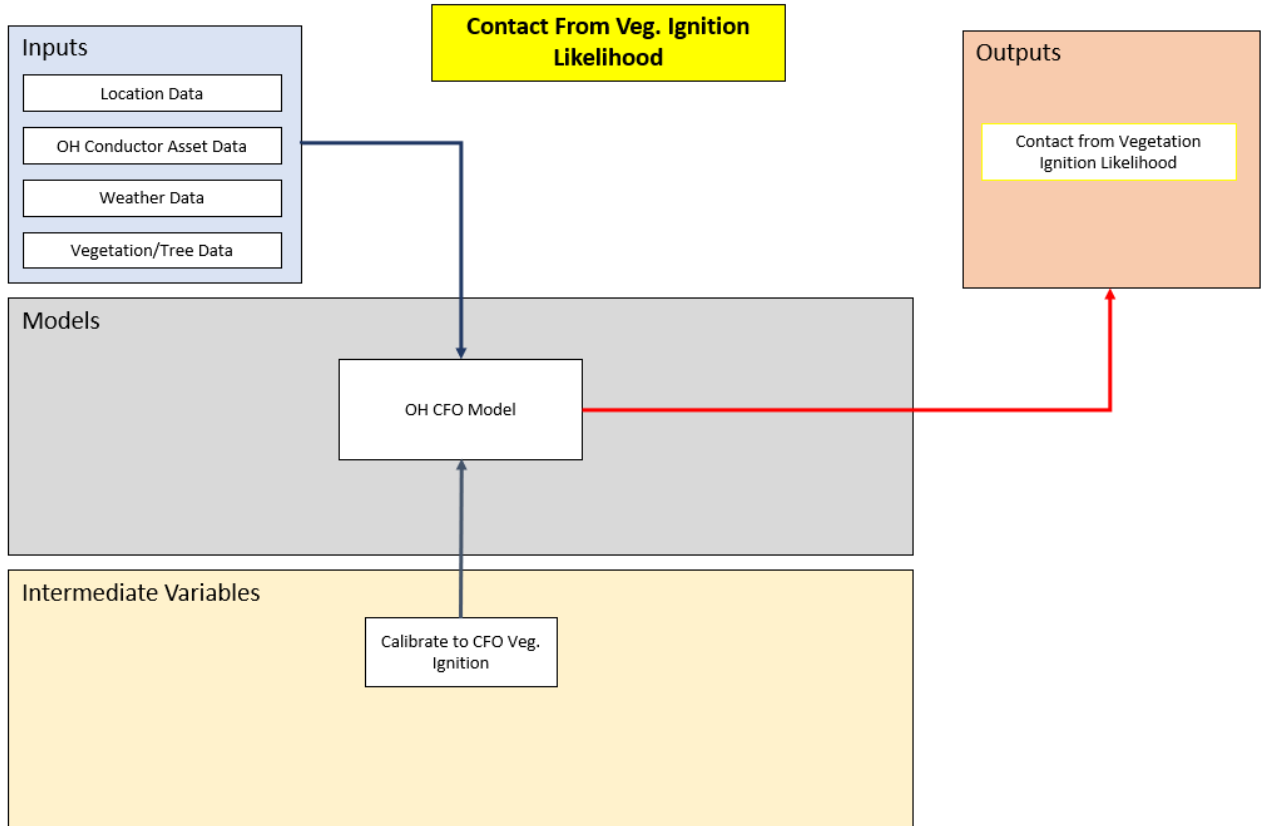 Contact From Veg. Ignition
Likelihood
Inputs
Location Data
OH Conductor Asset Data
Weather Data
Vegetation/Tree Data
Outputs
Contact from Vegetation
Ignition Likelihood
Models
OH CFO Model
Intermediate Variables
Calibrate to CFO Veg.
Ignition